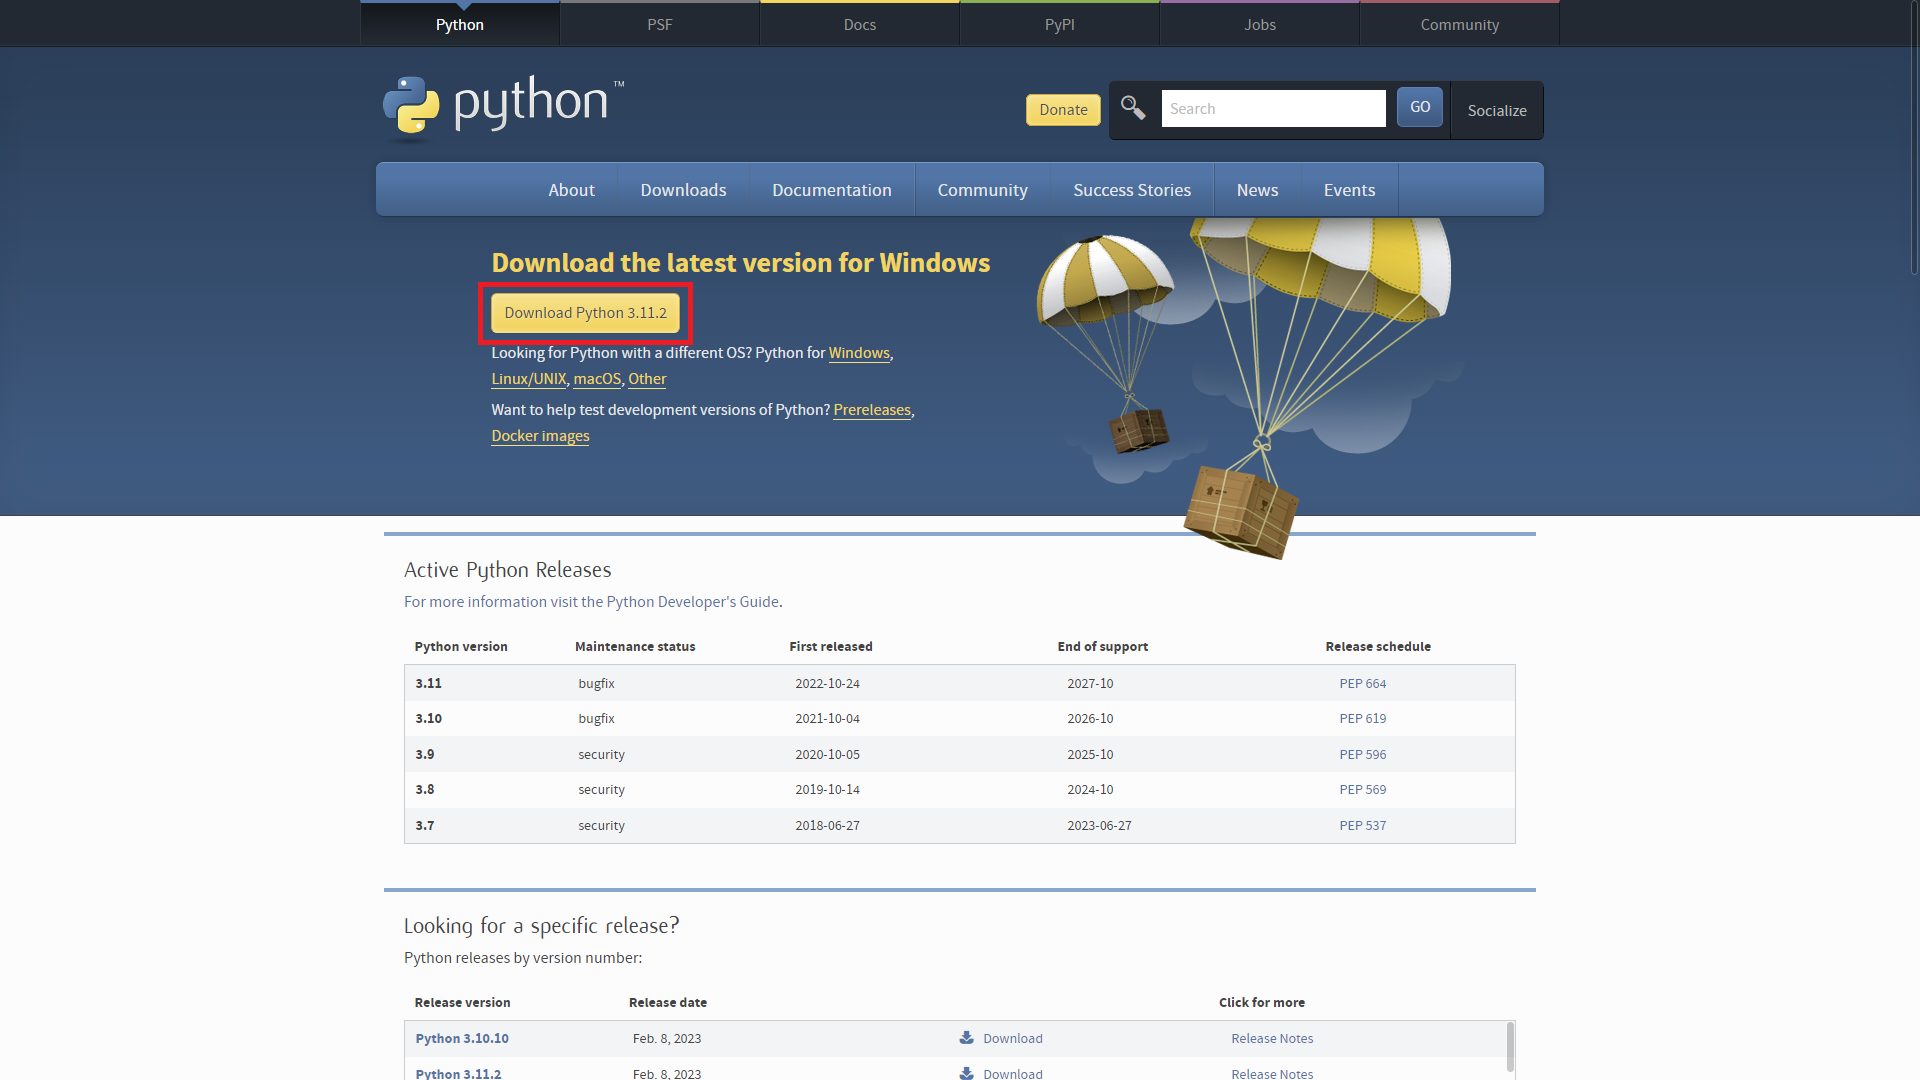 Python PSF Docs PyPI Jobs Community
python™
Donate Search GO Socialize
About Downloads Documentation Community Success Stories News Events
Download the latest version for Windows
Download Python 3.11.2
Looking for Python with a different OS? Python for Windows,
Linux/UNIX, macOS, Other
Want to help test development versions of Python? Prereleases,
Docker images
Active Python Releases
For more information visit the Python Developer's Guide.
Python version Maintenance status First released End of support Release schedule
3.11 bugfix 2022-10-24 2027-10 PEP 664
3.10 bugfix 2021-10-04 2026-10 PEP 619
3.9 security 2020-10-05 2025-10 PEP 596
3.8 security 2019-10-14 2024-10 PEP 569
3.7 security 2018-06-27 2023-06-27 PEP 537
Looking for a specific release?
Python releases by version number:
Release version Release date Click for more
Python 3.10.10 Feb. 8, 2023 Download Release Notes
Python 3.11.2 Feb. 8, 2023 Download Release Notes